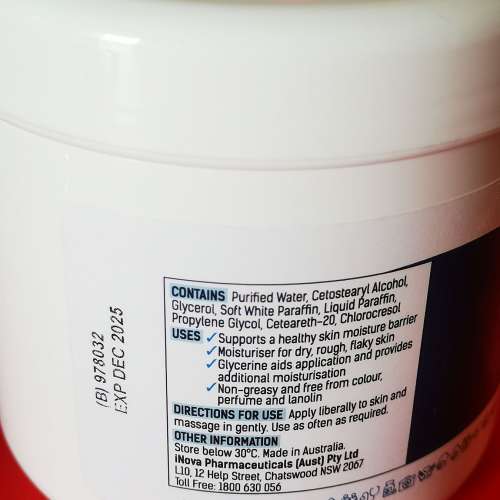 (B) 978032
EXP DEC 2025
CONTAINS Purified Water, Cetostearyl Alcohol,
Glycerol, Soft White Paraffin, Liquid Paraffin,
Propylene Glycol, Ceteareth-20, Chlorocresol
USES ✓Supports a healthy skin moisture barrier
✓Moisturiser for dry, rough, flaky skin
✓Glycerine aids application and provides
additional moisturisation
✓Non-greasy and free from colour,
perfume and lanolin
DIRECTIONS FOR USE Apply liberally to skin and
massage in gently. Use as often as required.
OTHER INFORMATION
Store below 30°C. Made in Australia.
iNova Pharmaceuticals (Aust) Pty Ltd
L10, 12 Help Street, Chatswood NSW 2067
Toll Free: 1800 630 056